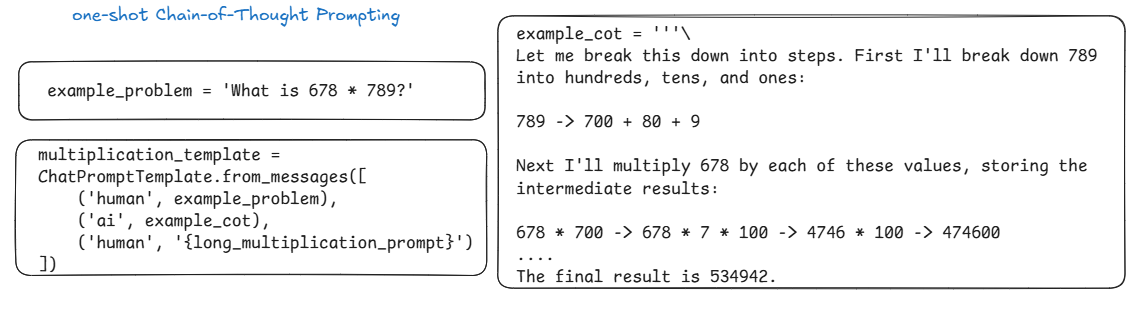 one-shot Chain-of-Thought Prompting
example_problem = 'What is 678 * 789?'
multiplication_template =
ChatPromptTemplate.from_messages([
    ('human', example_problem),
    ('ai', example_cot),
    ('human', '{long_multiplication_prompt}')
])
example_cot = '''\
Let me break this down into steps. First I'll break down 789
into hundreds, tens, and ones:
789 -> 700 + 80 + 9
Next I'll multiply 678 by each of these values, storing the
intermediate results:
678 * 700 -> 678 * 7 * 100 -> 4746 * 100 -> 474600
....
The final result is 534942.